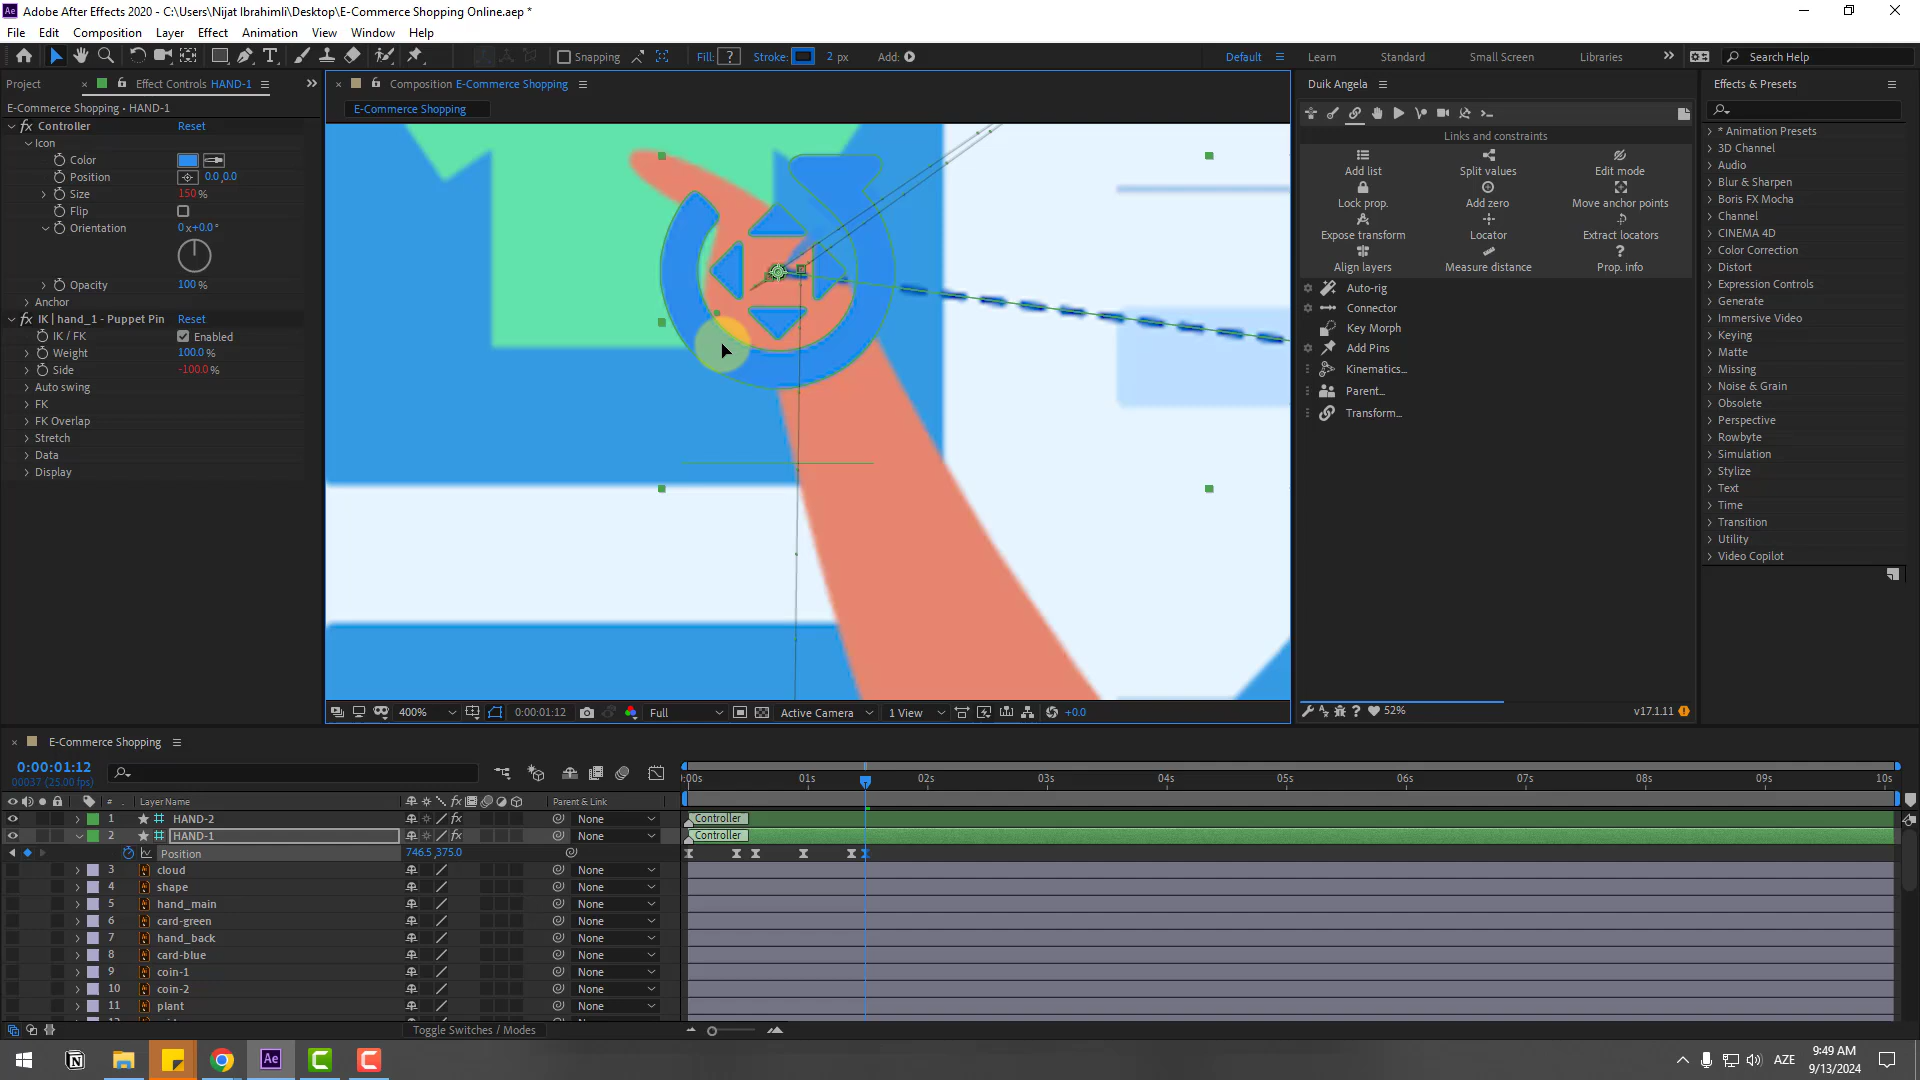 Adobe After Effects 2020 - C:\Users\Nijat Ibrahimli\Desktop\E-Commerce Shopping Online.aep *
File Edit Composition Layer Effect Animation View Window Help
Snapping Fill: ? Stroke: 2 px Add: Default Learn Standard Small Screen Libraries Search Help
Project Effect Controls HAND-1
E-Commerce Shopping • HAND-1
fx Controller Reset
Icon
Color
Position 0.0,0.0
Size 150 %
Flip
Orientation 0x+0.0°
Opacity 100 %
Anchor
fx IK | hand_1 - Puppet Pin Reset
IK / FK Enabled
Weight 100.0 %
Side -100.0 %
Auto swing
FK
FK Overlap
Stretch
Data
Display
Composition E-Commerce Shopping
E-Commerce Shopping
400% 0:00:01:12 Full Active Camera 1 View +0.0
Duik Angela
Links and constraints
Add list Split values Edit mode
Lock prop. Add zero Move anchor points
Expose transform Locator Extract locators
Align layers Measure distance Prop. info
Auto-rig
Connector
Key Morph
Add Pins
Kinematics...
Parent...
Transform...
52% v17.1.11
Effects & Presets
* Animation Presets
3D Channel
Audio
Blur & Sharpen
Boris FX Mocha
Channel
CINEMA 4D
Color Correction
Distort
Expression Controls
Generate
Immersive Video
Keying
Matte
Missing
Noise & Grain
Obsolete
Perspective
Rowbyte
Simulation
Stylize
Text
Time
Transition
Utility
Video Copilot
E-Commerce Shopping
0:00:01:12
00037 (25.00 fps)
:00s 01s 02s 03s 04s 05s 06s 07s 08s 09s 10s
# Layer Name fx Parent & Link
1 HAND-2 fx None Controller
2 HAND-1 fx None Controller
Position 746.5,375.0
3 cloud None
4 shape None
5 hand_main None
6 card-green None
7 hand_back None
8 card-blue None
9 coin-1 None
10 coin-2 None
11 plant None
Toggle Switches / Modes
Ae AZE 9:49 AM
9/13/2024